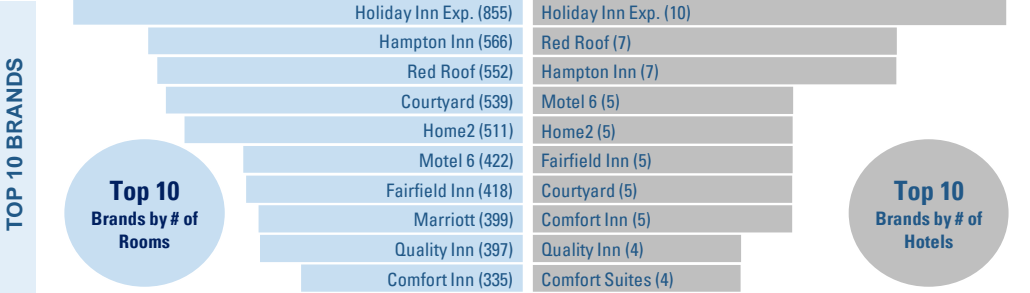 TOP 10 BRANDS
Holiday Inn Exp. (855)
Hampton Inn (566)
Red Roof (552)
Courtyard (539)
Home2 (511)
Motel 6 (422)
Fairfield Inn (418)
Marriott (399)
Quality Inn (397)
Comfort Inn (335)
Top 10
Brands by # of
Rooms
Holiday Inn Exp. (10)
Red Roof (7)
Hampton Inn (7)
Motel 6 (5)
Home2 (5)
Fairfield Inn (5)
Courtyard (5)
Comfort Inn (5)
Quality Inn (4)
Comfort Suites (4)
Top 10
Brands by # of
Hotels